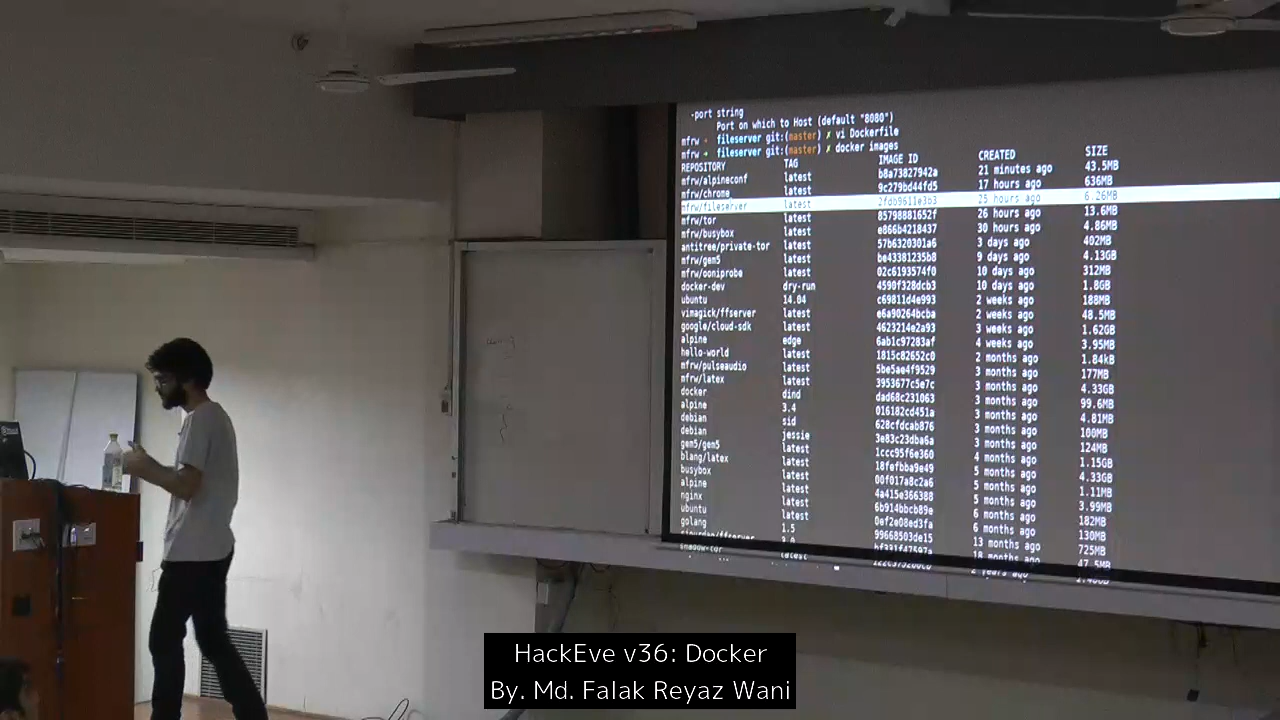 -port string
Port on which to Host (default "8080")
mfrw fileserver git:(master) ✗ vi Dockerfile
mfrw fileserver git:(master) ✗ docker images
REPOSITORY TAG IMAGE ID CREATED SIZE
mfrw/alpineconf latest b8a73827942a 21 minutes ago 43.5MB
mfrw/chrome latest 9c279bd44fd5 17 hours ago 636MB
mfrw/fileserver latest 2fdb9611e3b3 25 hours ago 6.26MB
mfrw/tor latest 85798881652f 26 hours ago 13.6MB
mfrw/busybox latest e866b4218437 30 hours ago 4.86MB
antitree/private-tor latest 57b6320301a6 3 days ago 402MB
mfrw/gem5 latest be43381235b8 9 days ago 4.13GB
mfrw/ooniprobe latest 02c6193574f0 10 days ago 312MB
docker-dev dry-run 4590f328dcb3 10 days ago 1.8GB
ubuntu 14.04 c69811d4e993 2 weeks ago 188MB
vimagick/ffserver latest e6a90264bcba 2 weeks ago 48.5MB
google/cloud-sdk latest 4623214e2a93 3 weeks ago 1.62GB
alpine edge 6ab1c97283af 4 weeks ago 3.95MB
hello-world latest 1815c82652c0 2 months ago 1.84kB
mfrw/pulseaudio latest 5be5ae4f9529 3 months ago 177MB
mfrw/latex latest 3953677c5e7c 3 months ago 4.33GB
docker dind dad68c231063 3 months ago 99.6MB
alpine 3.4 016182cd451a 3 months ago 4.81MB
debian sid 628cfdcab876 3 months ago 100MB
debian jessie 3e83c23dba6a 3 months ago 124MB
gem5/gem5 latest 1ccc95f6e360 4 months ago 1.15GB
blang/latex latest 18fefbba9e49 5 months ago 4.33GB
busybox latest 00f017a8c2a6 5 months ago 1.11MB
alpine latest 4a415e366388 5 months ago 3.99MB
nginx latest 6b914bbcb89e 6 months ago 182MB
ubuntu latest 0ef2e08ed3fa 6 months ago 130MB
golang 1.5 99668503de15 13 months ago 725MB
3.0 18 months ago 47.5MB
latest 2 years ago
HackEve v36: Docker
By. Md. Falak Reyaz Wani